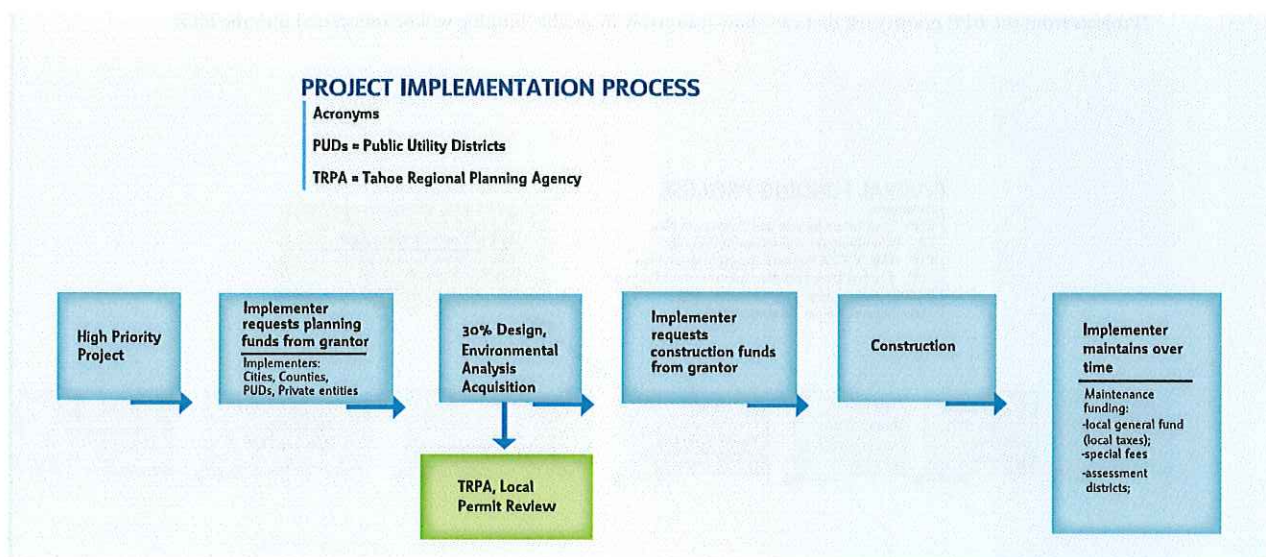 PROJECT IMPLEMENTATION PROCESS
Acronyms
PUDs = Public Utility Districts
TRPA = Tahoe Regional Planning Agency
High Priority
Project
Implementer
requests planning
funds from grantor
Implementers:
Cities, Counties,
PUDs, Private entities
30% Design,
Environmental
Analysis
Acquisition
TRPA, Local
Permit Review
Implementer
requests
construction funds
from grantor
Construction
Implementer
maintains over
time
Maintenance
funding:
-local general fund
(local taxes);
-special fees
-assessment
districts;